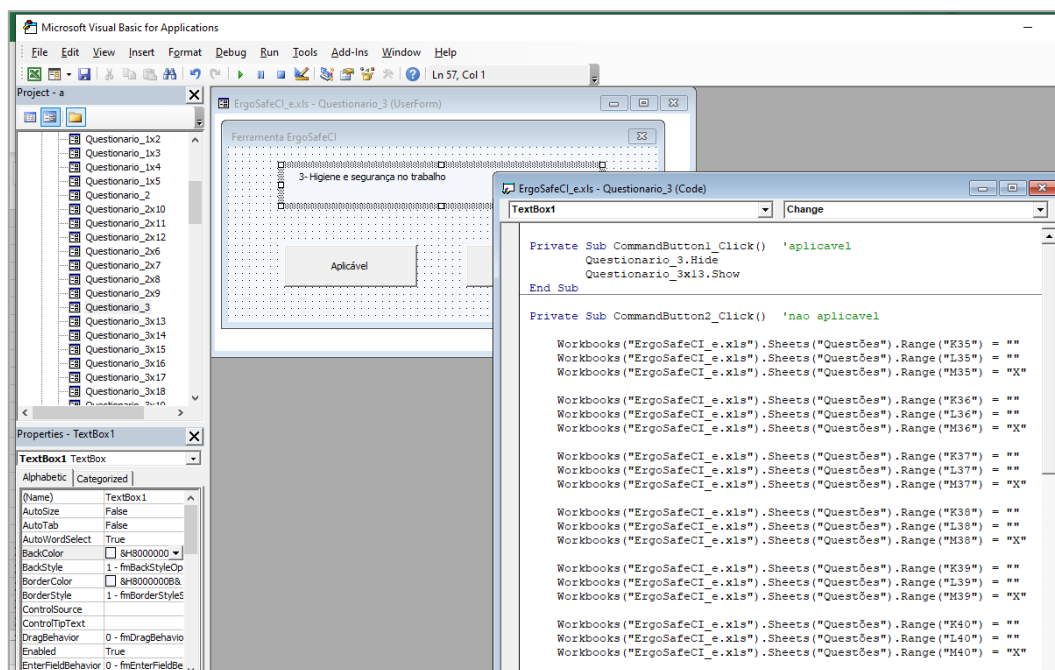 Microsoft Visual Basic for Applications
File Edit View Insert Format Debug Run Tools Add-Ins Window Help
Ln 57, Col 1
Project - a
Questionario_1x2
Questionario_1x3
Questionario_1x4
Questionario_1x5
Questionario_2
Questionario_2x10
Questionario_2x11
Questionario_2x12
Questionario_2x6
Questionario_2x7
Questionario_2x8
Questionario_2x9
Questionario_3
Questionario_3x13
Questionario_3x14
Questionario_3x15
Questionario_3x16
Questionario_3x17
Questionario_3x18
Questionario_3x19
Properties - TextBox1
TextBox1 TextBox
Alphabetic Categorized
(Name) TextBox1
AutoSize False
AutoTab False
AutoWordSelect True
BackColor &H8000000
BackStyle 1 - fmBackStyleOp
BorderColor &H8000000B&
BorderStyle 1 - fmBorderStyleS
ControlSource
ControlTipText
DragBehavior 0 - fmDragBehavio
Enabled True
EnterFieldBehavior 0 - fmEnterFieldBe
ErgoSafeCI_e.xls - Questionario_3 (UserForm)
Ferramenta ErgoSafeCI
3- Higiene e segurança no trabalho
Aplicável
ErgoSafeCI_e.xls - Questionario_3 (Code)
TextBox1 Change
Private Sub CommandButton1_Click() 'aplicavel
Questionario_3.Hide
Questionario_3x13.Show
End Sub
Private Sub CommandButton2_Click() 'nao aplicavel
Workbooks("ErgoSafeCI_e.xls").Sheets("Questões").Range("K35") = ""
Workbooks("ErgoSafeCI_e.xls").Sheets("Questões").Range("L35") = ""
Workbooks("ErgoSafeCI_e.xls").Sheets("Questões").Range("M35") = "X"
Workbooks("ErgoSafeCI_e.xls").Sheets("Questões").Range("K36") = ""
Workbooks("ErgoSafeCI_e.xls").Sheets("Questões").Range("L36") = ""
Workbooks("ErgoSafeCI_e.xls").Sheets("Questões").Range("M36") = "X"
Workbooks("ErgoSafeCI_e.xls").Sheets("Questões").Range("K37") = ""
Workbooks("ErgoSafeCI_e.xls").Sheets("Questões").Range("L37") = ""
Workbooks("ErgoSafeCI_e.xls").Sheets("Questões").Range("M37") = "X"
Workbooks("ErgoSafeCI_e.xls").Sheets("Questões").Range("K38") = ""
Workbooks("ErgoSafeCI_e.xls").Sheets("Questões").Range("L38") = ""
Workbooks("ErgoSafeCI_e.xls").Sheets("Questões").Range("M38") = "X"
Workbooks("ErgoSafeCI_e.xls").Sheets("Questões").Range("K39") = ""
Workbooks("ErgoSafeCI_e.xls").Sheets("Questões").Range("L39") = ""
Workbooks("ErgoSafeCI_e.xls").Sheets("Questões").Range("M39") = "X"
Workbooks("ErgoSafeCI_e.xls").Sheets("Questões").Range("K40") = ""
Workbooks("ErgoSafeCI_e.xls").Sheets("Questões").Range("L40") = ""
Workbooks("ErgoSafeCI_e.xls").Sheets("Questões").Range("M40") = "X"